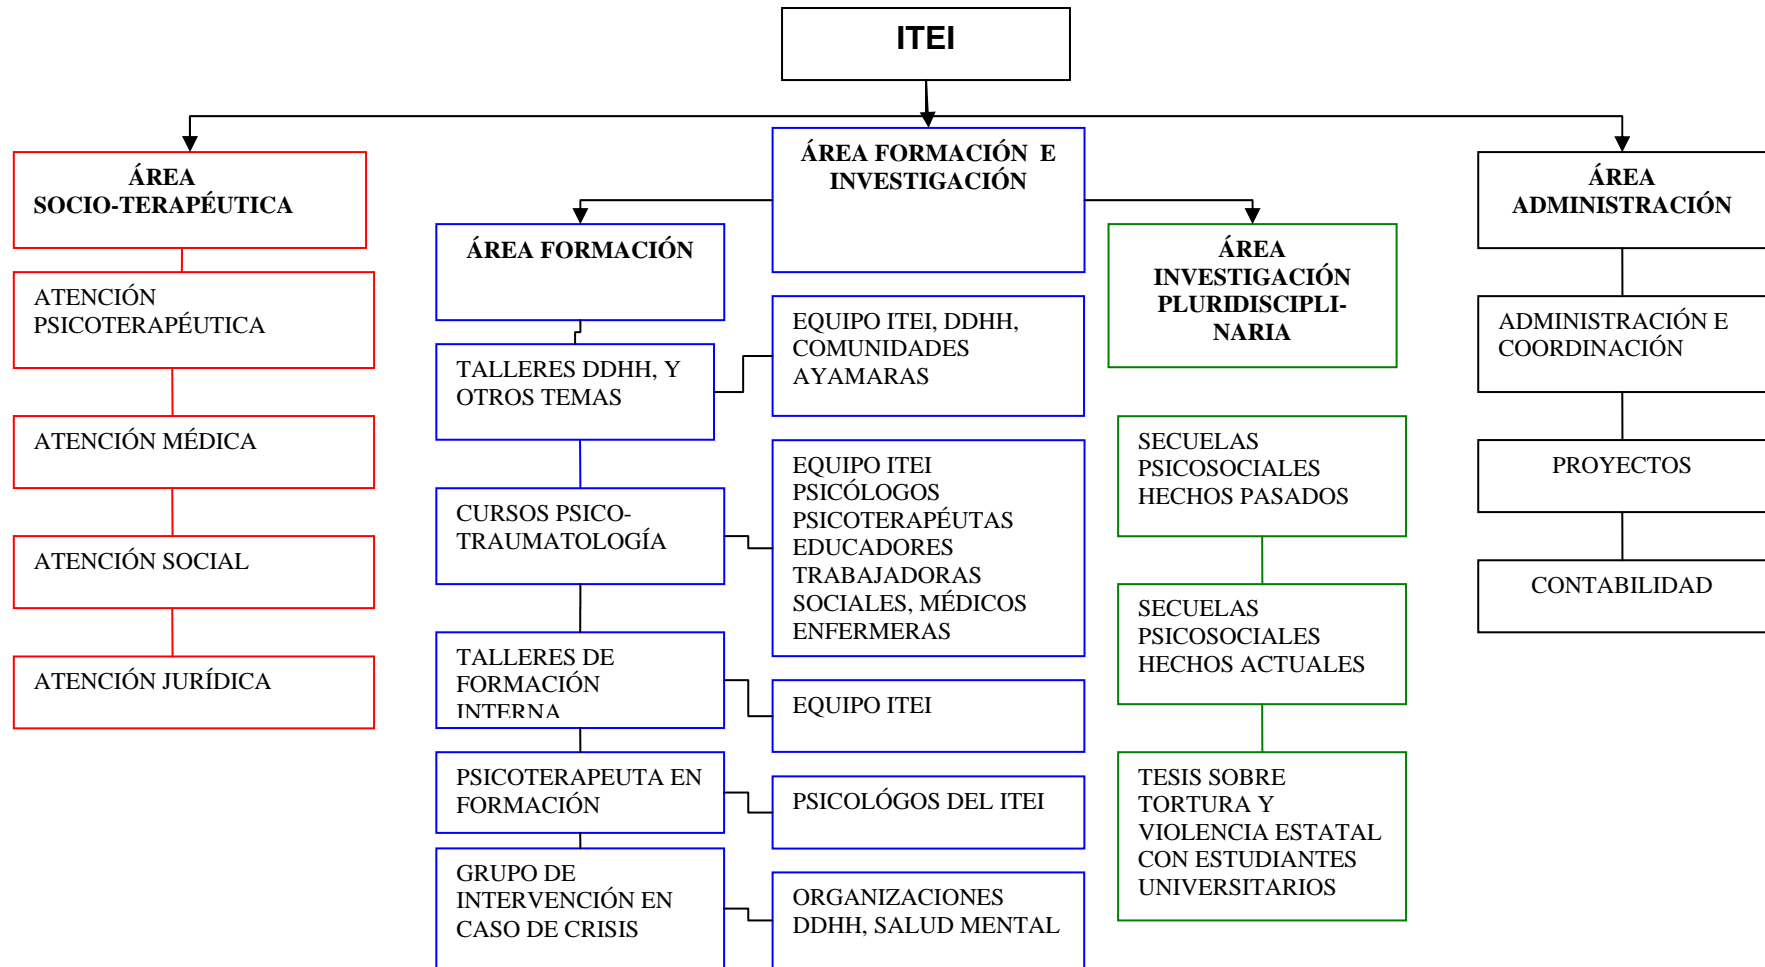 ITEI
ÁREA
SOCIO-TERAPÉUTICA
ATENCIÓN
PSICOTERAPÉUTICA
ATENCIÓN MÉDICA
ATENCIÓN SOCIAL
ATENCIÓN JURÍDICA
ÁREA FORMACIÓN E
INVESTIGACIÓN
ÁREA FORMACIÓN
TALLERES DDHH, Y
OTROS TEMAS
EQUIPO ITEI, DDHH,
COMUNIDADES
AYAMARAS
CURSOS PSICO-
TRAUMATOLOGÍA
EQUIPO ITEI
PSICÓLOGOS
PSICOTERAPÉUTAS
EDUCADORES
TRABAJADORAS
SOCIALES, MÉDICOS
ENFERMERAS
TALLERES DE
FORMACIÓN
INTERNA
EQUIPO ITEI
PSICOTERAPEUTA EN
FORMACIÓN
PSICOLÓGOS DEL ITEI
GRUPO DE
INTERVENCIÓN EN
CASO DE CRISIS
ORGANIZACIONES
DDHH, SALUD MENTAL
ÁREA
INVESTIGACIÓN
PLURIDISCIPLI-
NARIA
SECUELAS
PSICOSOCIALES
HECHOS PASADOS
SECUELAS
PSICOSOCIALES
HECHOS ACTUALES
TESIS SOBRE
TORTURA Y
VIOLENCIA ESTATAL
CON ESTUDIANTES
UNIVERSITARIOS
ÁREA
ADMINISTRACIÓN
ADMINISTRACIÓN E
COORDINACIÓN
PROYECTOS
CONTABILIDAD